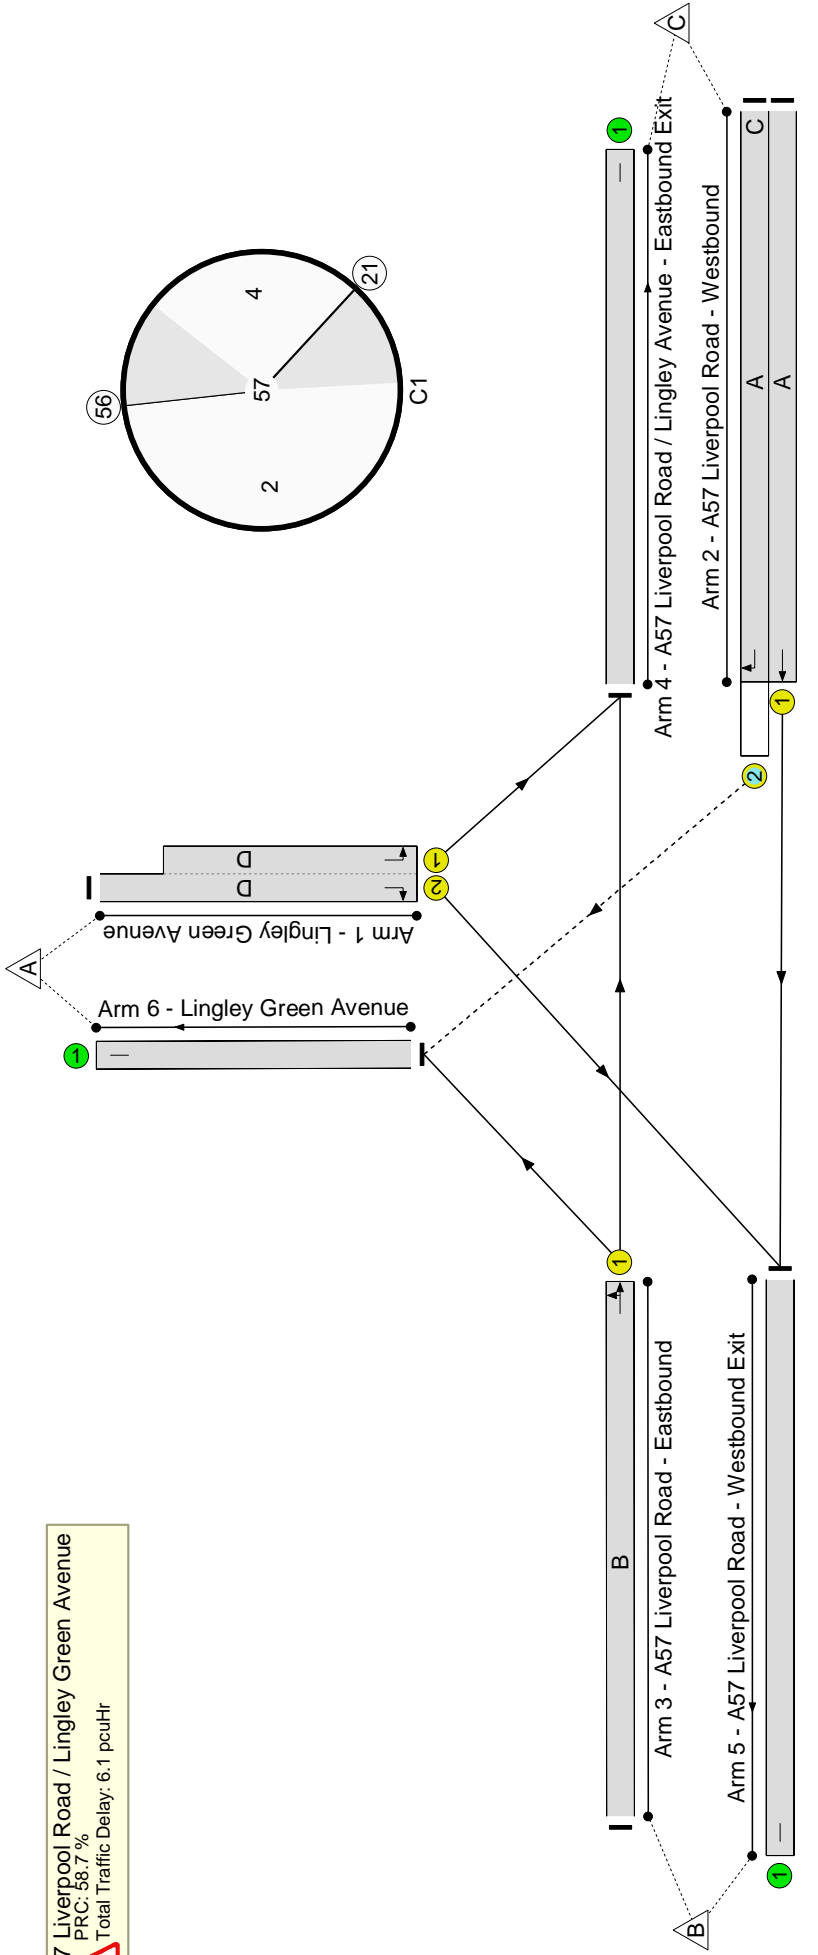 7 Liverpool Road / Lingley Green Avenue
PRC: 58.7 %
Total Traffic Delay: 6.1 pcuHr
A
Arm 6 - Lingley Green Avenue
1
Arm 1 - Lingley Green Avenue
D
D
1
2
56
4
21
57
2
C1
C
1
Arm 4 - A57 Liverpool Road / Lingley Avenue - Eastbound Exit
Arm 2 - A57 Liverpool Road - Westbound
C
A
A
2
1
1
B
Arm 3 - A57 Liverpool Road - Eastbound
Arm 5 - A57 Liverpool Road - Westbound Exit
1
B